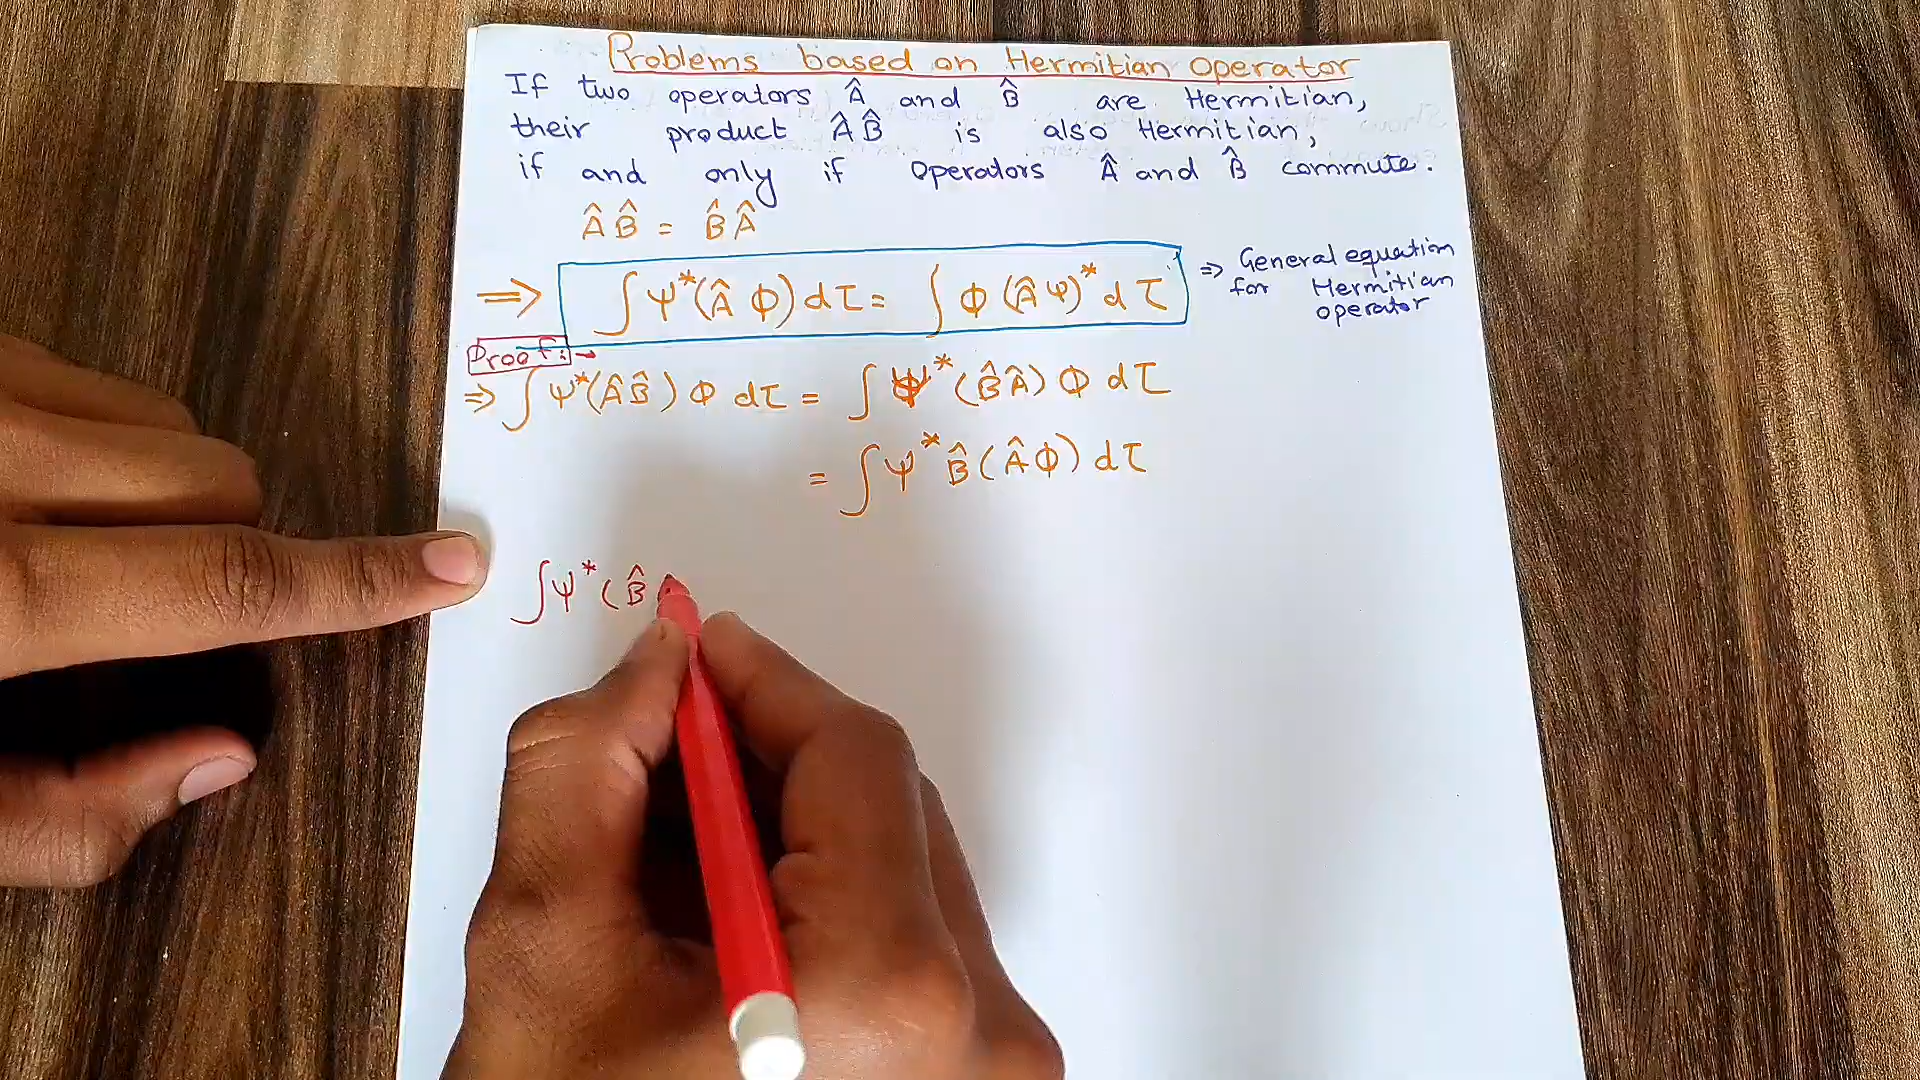 Problems based on Hermitian Operator
If two operators Â and B̂ are Hermitian,
their product ÂB̂ is also Hermitian,
if and only if Operators Â and B̂ commute.
ÂB̂ = B̂Â
⇒ ∫ψ*(Â Φ)dτ = ∫ Φ (Âψ)* dτ
⇒ General equation
for Hermitian
operator
Proof:→
⇒ ∫ψ*(ÂB̂) Φ dτ = ∫ ψ* (B̂Â) Φ dτ
= ∫ψ* B̂(ÂΦ) dτ
∫ψ* (B̂